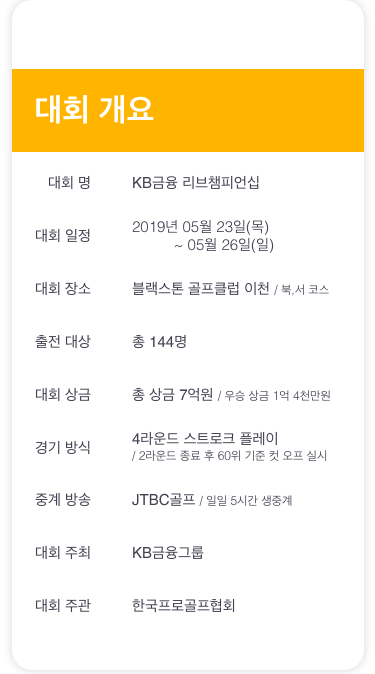 대회 개요
대회 명 KB금융 리브챔피언십
대회 일정 2019년 05월 23일(목)
~ 05월 26일(일)
대회 장소 블랙스톤 골프클럽 이천 / 북,서 코스
출전 대상 총 144명
대회 상금 총 상금 7억원 / 우승 상금 1억 4천만원
경기 방식 4라운드 스트로크 플레이
/ 2라운드 종료 후 60위 기준 컷 오프 실시
중계 방송 JTBC골프 / 일일 5시간 생중계
대회 주최 KB금융그룹
대회 주관 한국프로골프협회